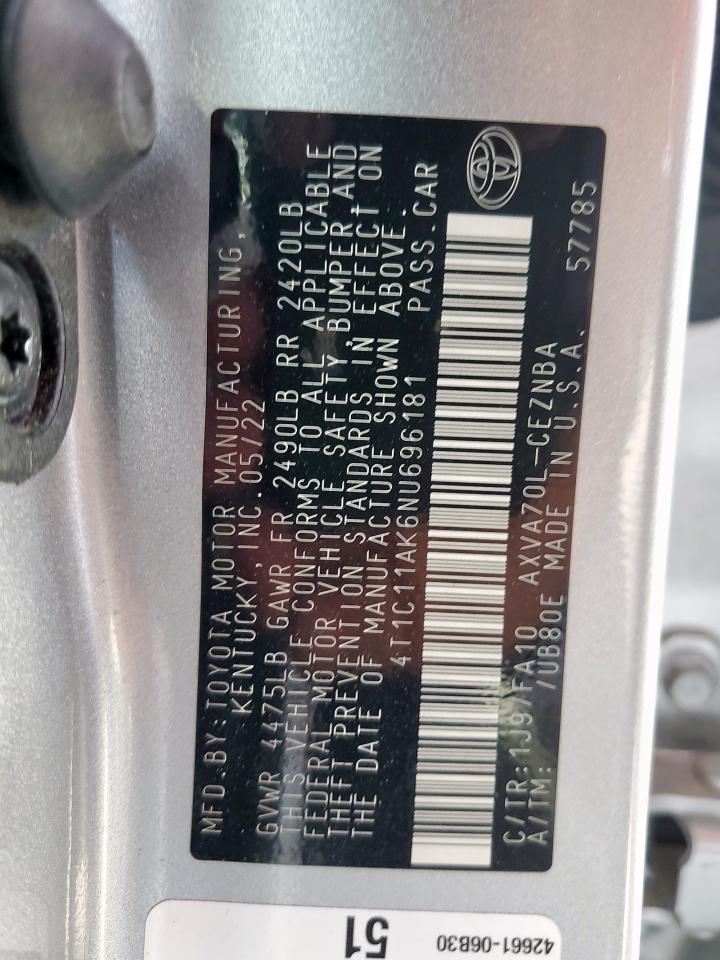 MFD.BY:TOYOTA MOTOR MANUFACTURING,
KENTUCKY, INC.05/22
GVWR 4475LB GAWR FR 2490LB RR 2420LB
THIS VEHICLE CONFORMS TO ALL APPLICABLE
FEDERAL MOTOR VEHICLE SAFETY, BUMPER, AND
THEFT PREVENTION STANDARDS IN EFFECT ON
THE DATE OF MANUFACTURE SHOWN ABOVE.
4T1C11AK6NU696181 PASS.CAR
C/TR:1J97/FA10 AXVA70L-CEZNBA 57785
A/TM: /UB80E MADE IN U.S.A.
51
42661-06B30